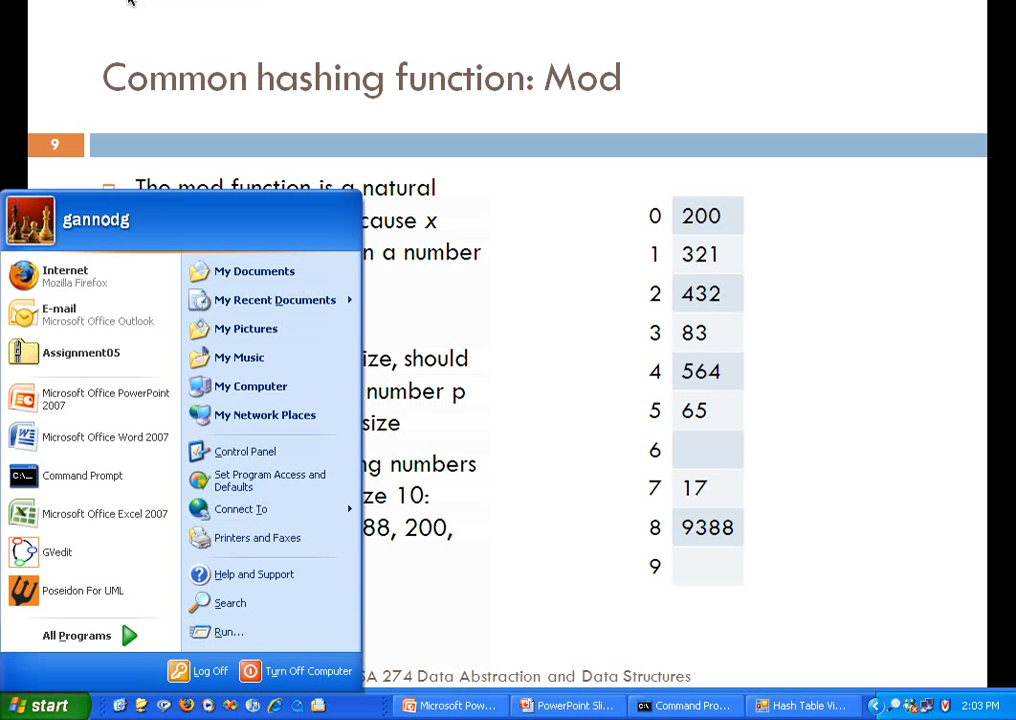 Common hashing function: Mod
9
The mod function is a natural
cause x
n a number
ize, should
number p
size
ng numbers
ze 10:
88, 200,
0 200
1 321
2 432
3 83
4 564
5 65
6
7 17
8 9388
9
SA 274 Data Abstraction and Data Structures
gannodg
Internet
Mozilla Firefox
E-mail
Microsoft Office Outlook
Assignment05
Microsoft Office PowerPoint
2007
Microsoft Office Word 2007
Command Prompt
Microsoft Office Excel 2007
GVedit
Poseidon For UML
All Programs
My Documents
My Recent Documents
My Pictures
My Music
My Computer
My Network Places
Control Panel
Set Program Access and
Defaults
Connect To
Printers and Faxes
Help and Support
Search
Run...
Log Off Turn Off Computer
start Microsoft Pow... PowerPoint Sli... Command Pro... Hash Table Vi... 2:03 PM